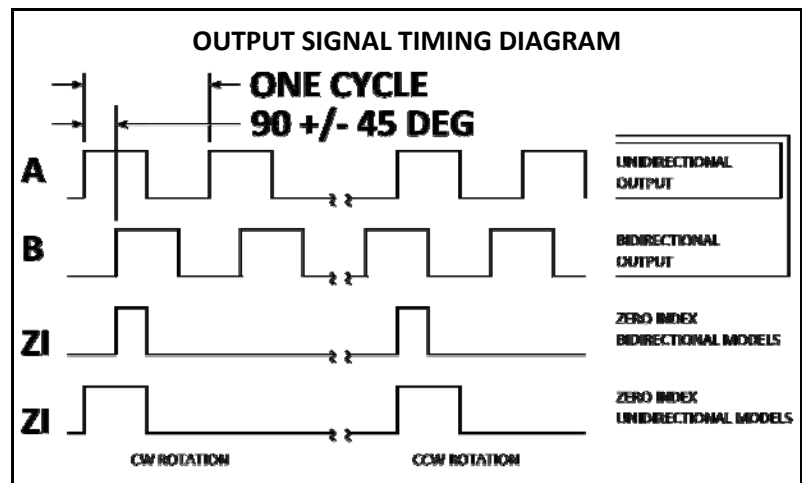 OUTPUT SIGNAL TIMING DIAGRAM
ONE CYCLE
90 +/- 45 DEG
A
UNIDIRECTIONAL
OUTPUT
B
BIDIRECTIONAL
OUTPUT
ZI
ZERO INDEX
BIDIRECTIONAL MODELS
ZI
ZERO INDEX
UNIDIRECTIONAL MODELS
CW ROTATION
CCW ROTATION